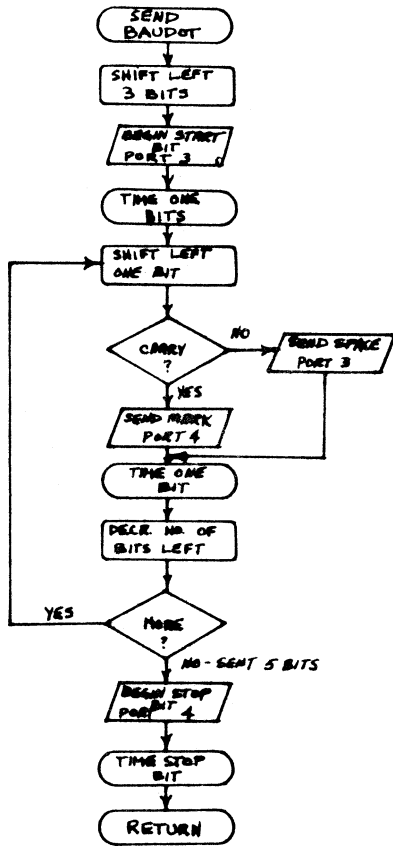 SEND
BAUDOT
SHIFT LEFT
3 BITS
BEGIN START
BIT
PORT 3
TIME ONE
BITS
SHIFT LEFT
ONE BIT
CARRY
?
NO
SEND SPACE
PORT 3
YES
SEND MARK
PORT 4
TIME ONE
BIT
DECR. NO. OF
BITS LEFT
YES
MORE
?
NO - SENT 5 BITS
BEGIN STOP
BIT
PORT 4
TIME STOP
BIT
RETURN